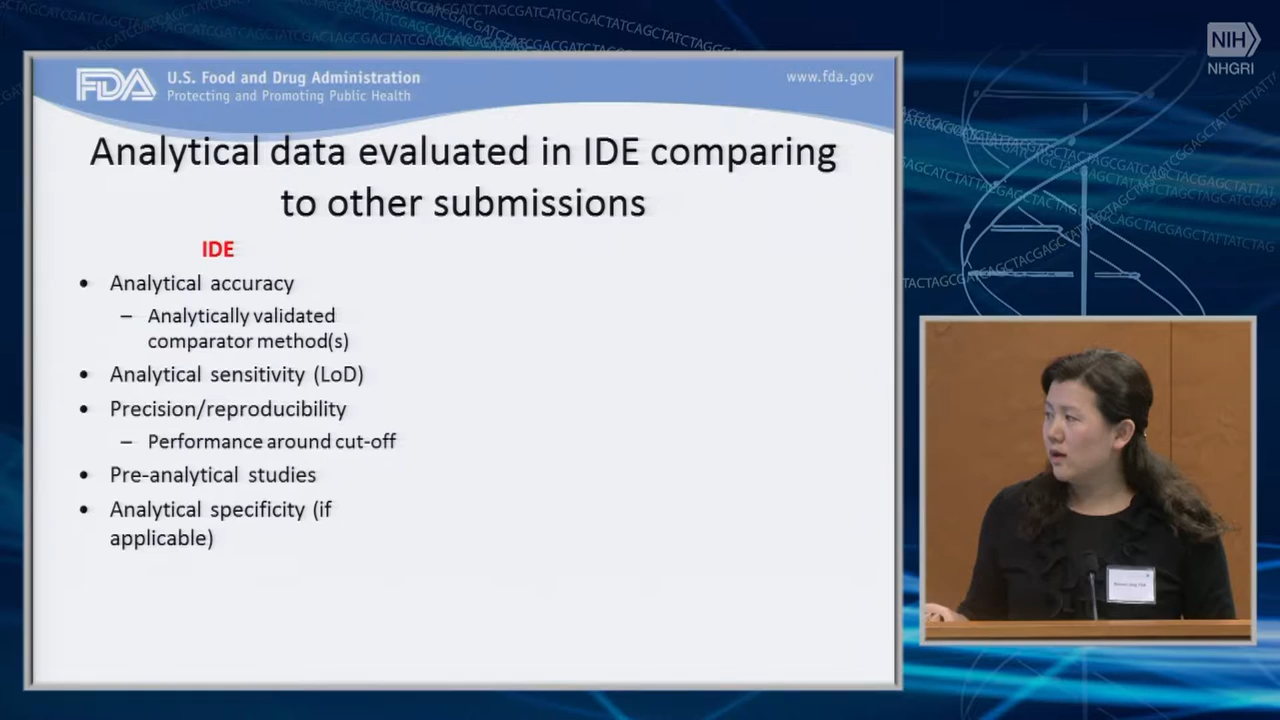 FDA
U.S. Food and Drug Administration
Protecting and Promoting Public Health
www.fda.gov
Analytical data evaluated in IDE comparing
to other submissions
IDE
• Analytical accuracy
– Analytically validated
comparator method(s)
• Analytical sensitivity (LoD)
• Precision/reproducibility
– Performance around cut-off
• Pre-analytical studies
• Analytical specificity (if
applicable)
NIH
NHGRI